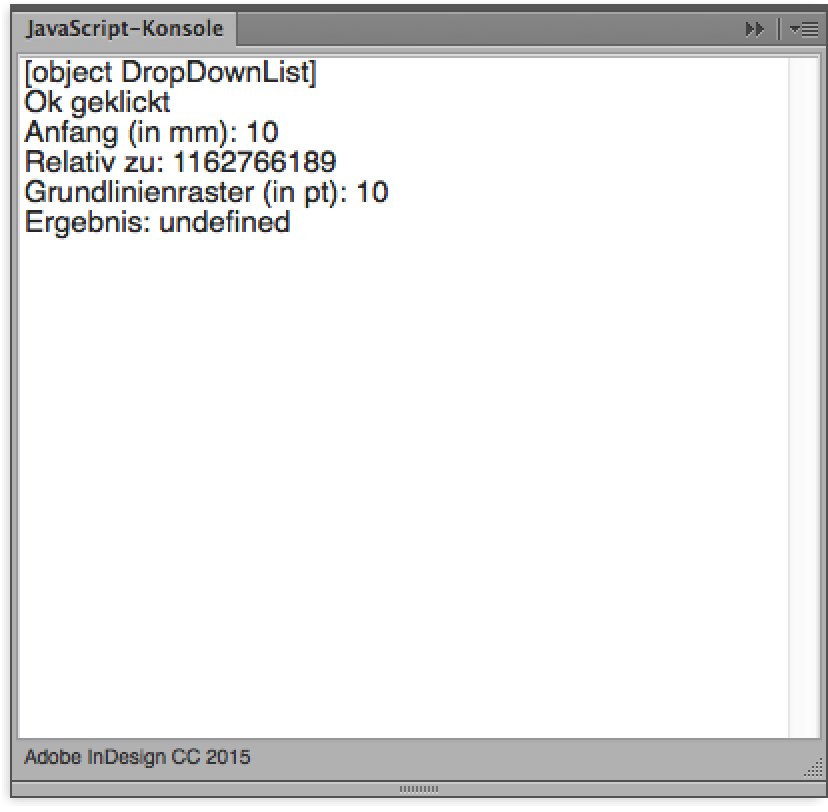 JavaScript-Konsole
[object DropDownList]
Ok geklickt
Anfang (in mm): 10
Relativ zu: 1162766189
Grundlinienraster (in pt): 10
Ergebnis: undefined
Adobe InDesign CC 2015